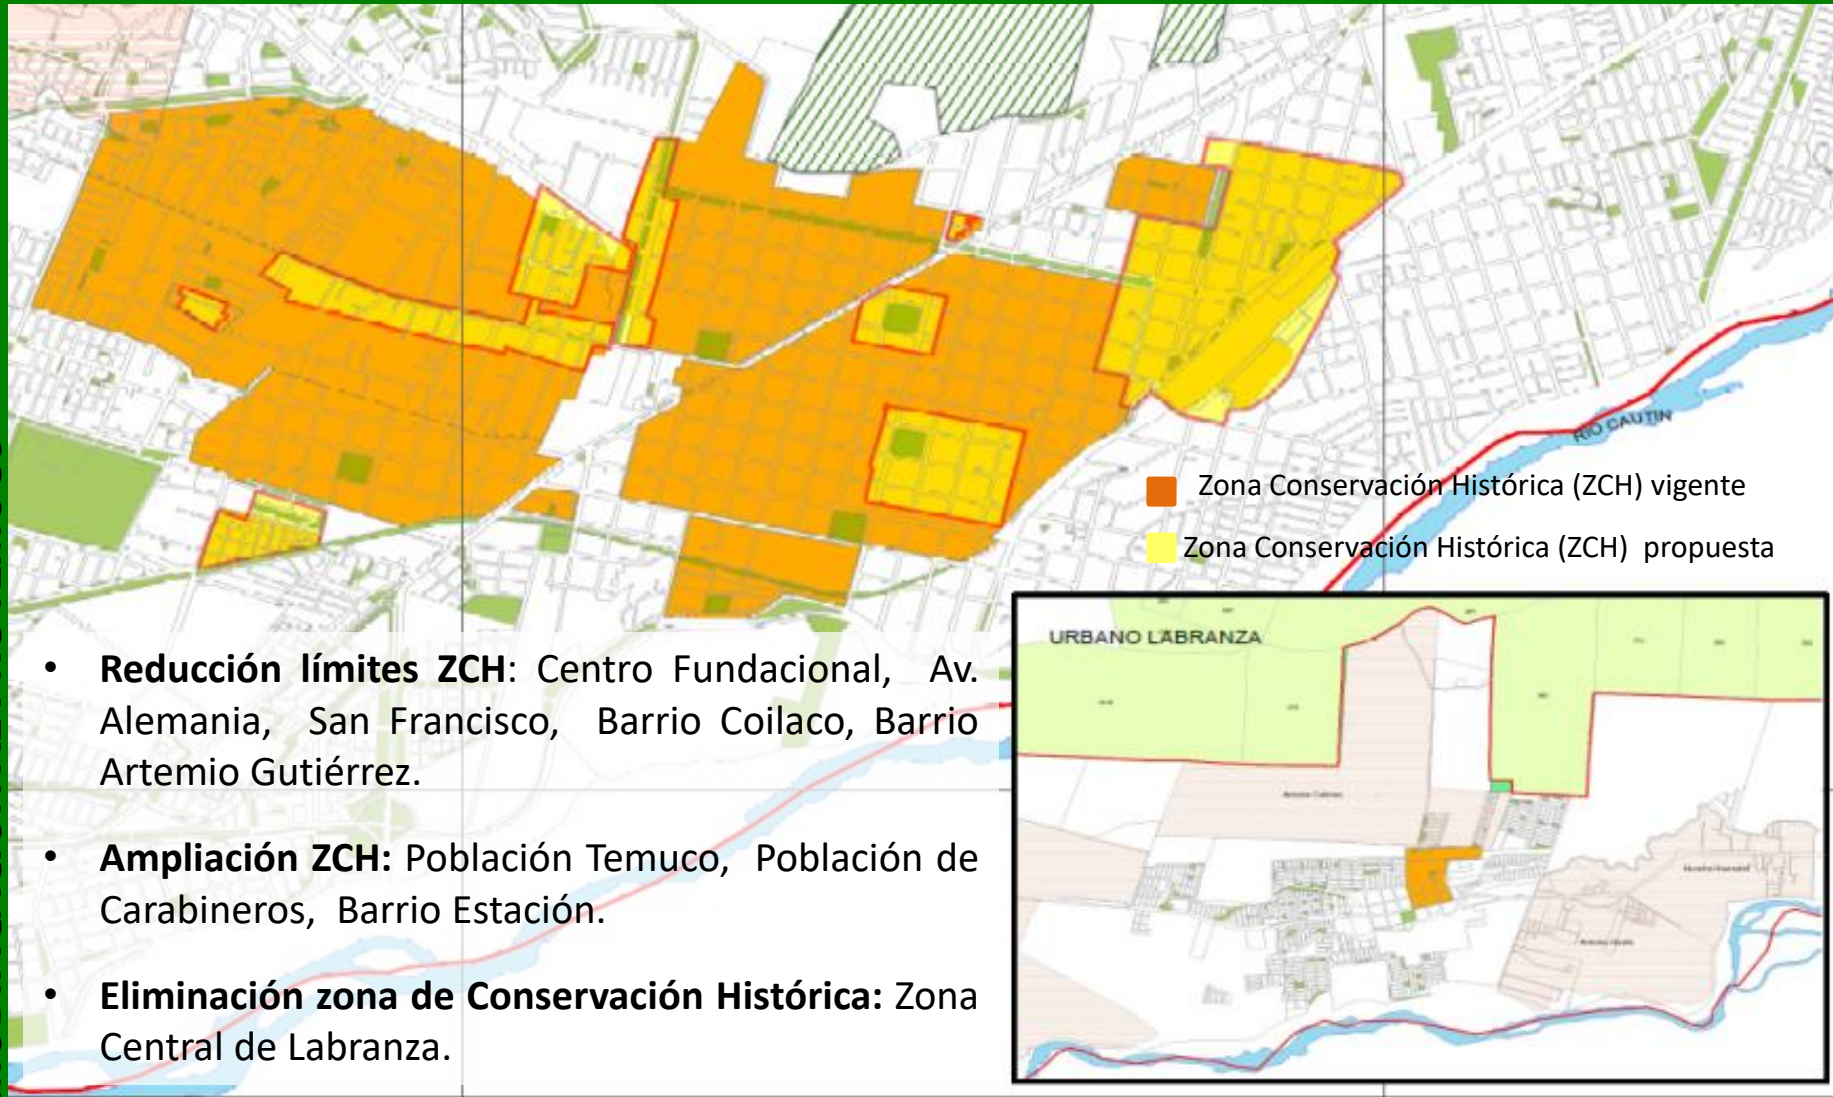 Zona Conservación Histórica (ZCH) vigente
Zona Conservación Histórica (ZCH) propuesta
RIO CAUTIN
URBANO LABRANZA
• Reducción límites ZCH: Centro Fundacional, Av.
Alemania, San Francisco, Barrio Coilaco, Barrio
Artemio Gutiérrez.
• Ampliación ZCH: Población Temuco, Población de
Carabineros, Barrio Estación.
• Eliminación zona de Conservación Histórica: Zona
Central de Labranza.